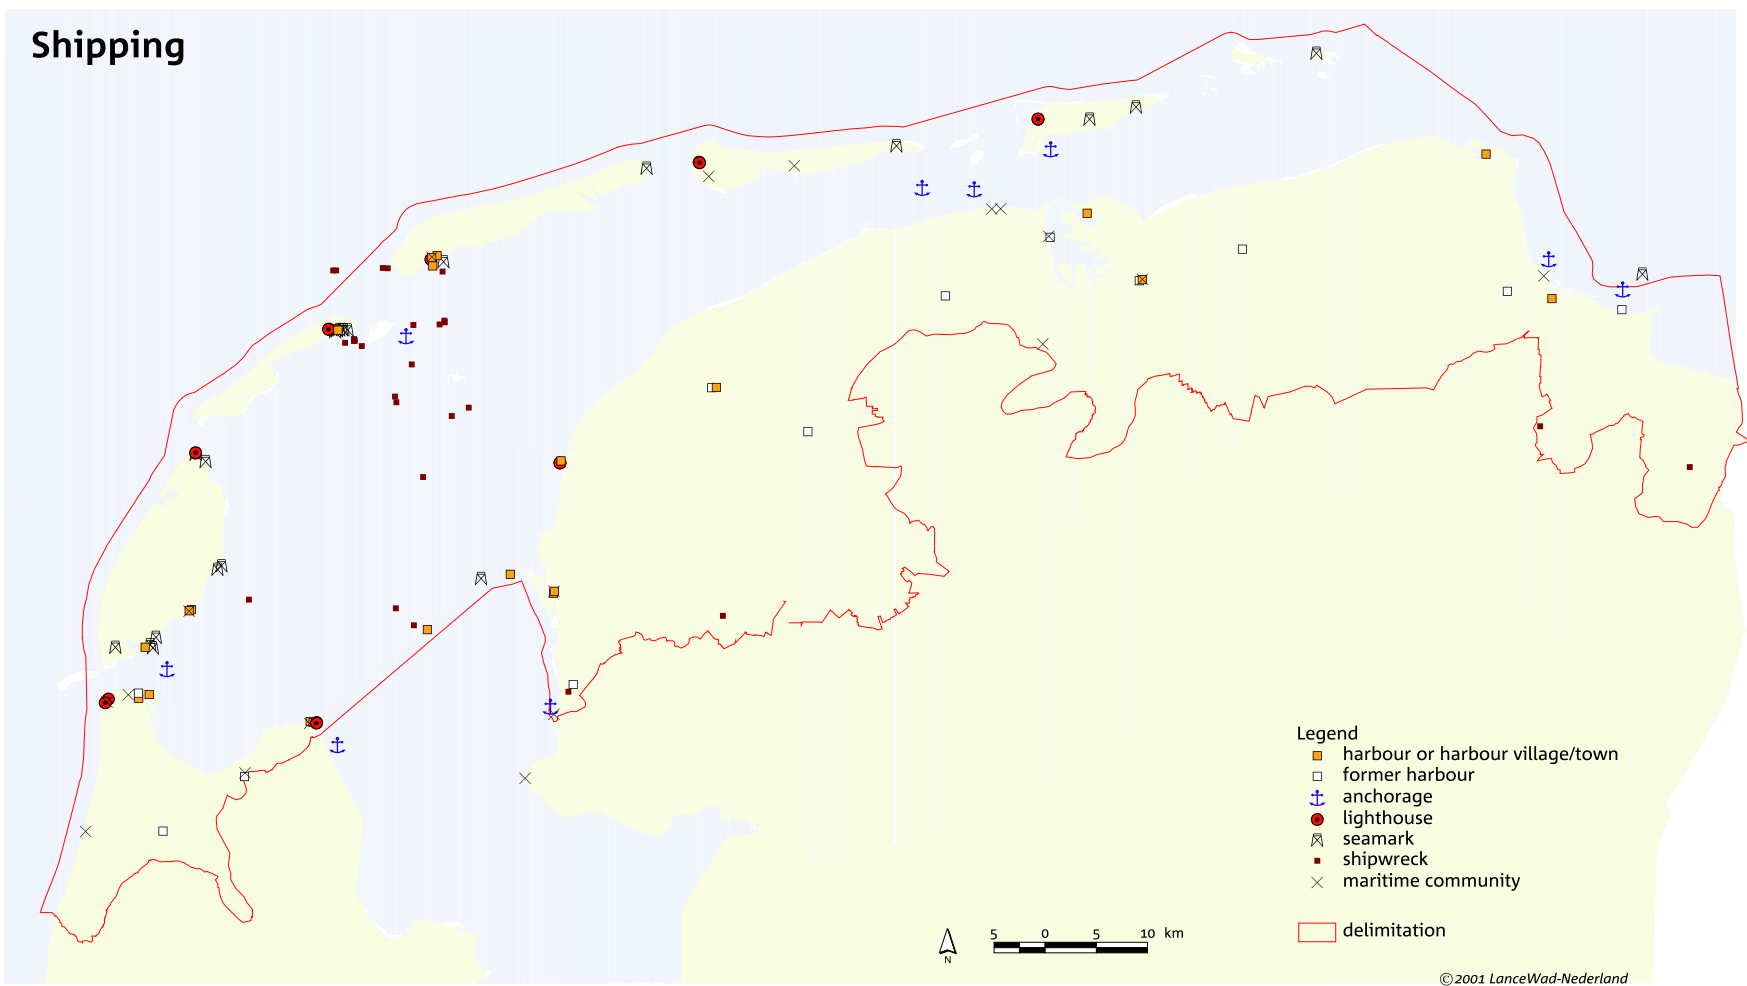 Shipping
Legend
harbour or harbour village/town
former harbour
anchorage
lighthouse
seamark
shipwreck
maritime community
delimitation
5 0 5 10 km
N
©2001 LanceWad-Nederland